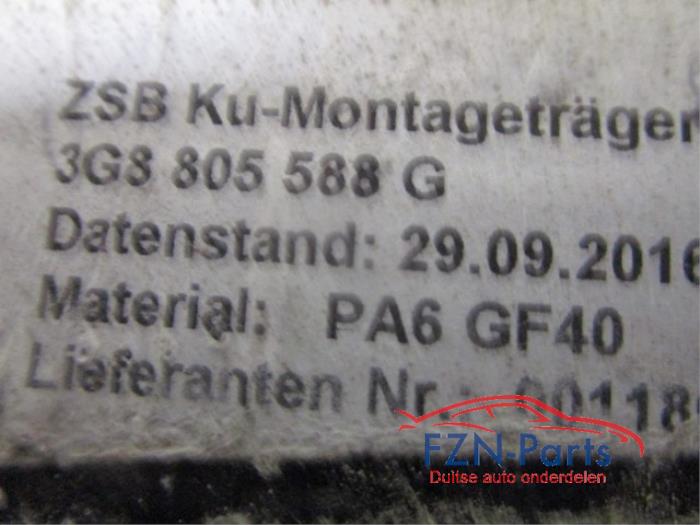 ZSB Ku-Montageträger
3G8 805 588 G
Datenstand: 29.09.2016
Material: PA6 GF40
Lieferanten Nr.:
FZN-Parts
Duitse auto onderdelen